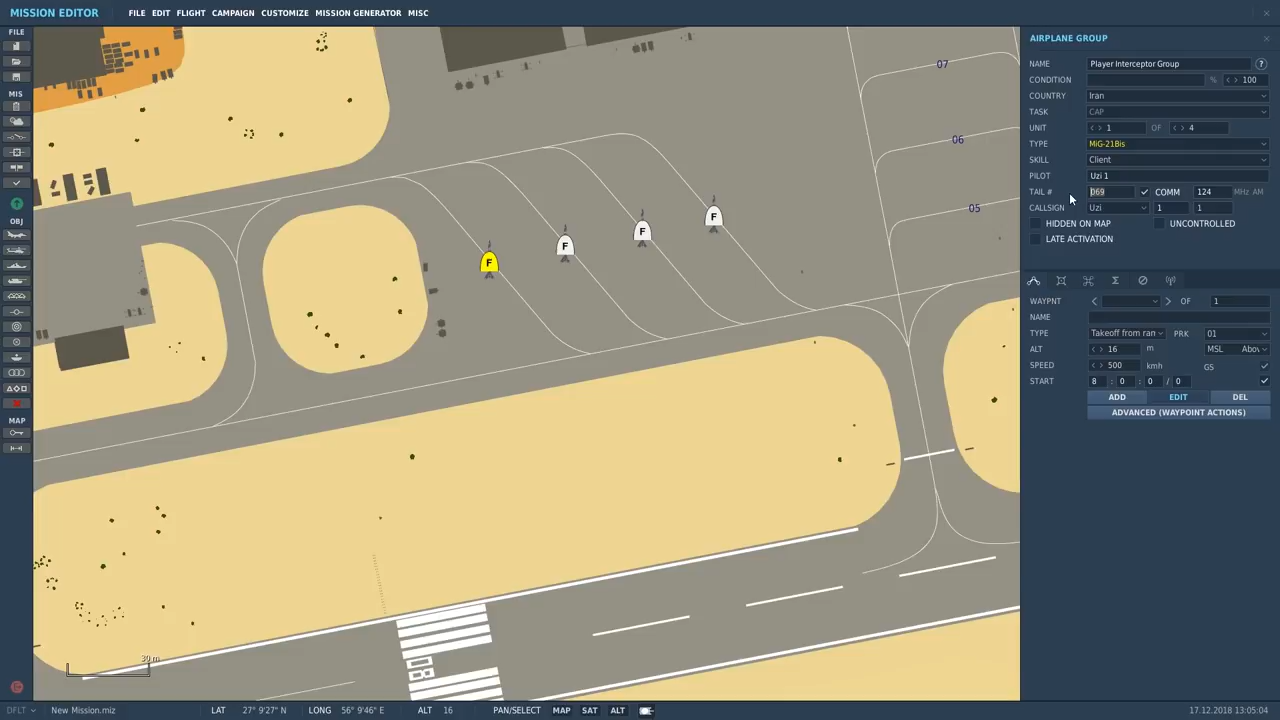 MISSION EDITOR
FILE EDIT FLIGHT CAMPAIGN CUSTOMIZE MISSION GENERATOR MISC
FILE
MIS
OBJ
MAP
07
06
05
F F F F
30 m
AIRPLANE GROUP
NAME Player Interceptor Group ?
CONDITION % < > 100
COUNTRY Iran
TASK CAP
UNIT < > 1 OF < > 4
TYPE MiG-21Bis
SKILL Client
PILOT Uzi 1
TAIL # 069 COMM 124 MHz AM
CALLSIGN Uzi 1 1
HIDDEN ON MAP UNCONTROLLED
LATE ACTIVATION
WAYPNT < > OF 1
NAME
TYPE Takeoff from ran PRK 01
ALT < > 16 m MSL Abov
SPEED < > 500 kmh GS
START 8 : 0 : 0 / 0
ADD EDIT DEL
ADVANCED (WAYPOINT ACTIONS)
DFLT New Mission.miz LAT 27° 9'27" N LONG 56° 9'46" E ALT 16 PAN/SELECT MAP SAT ALT 17.12.2018 13:05:04